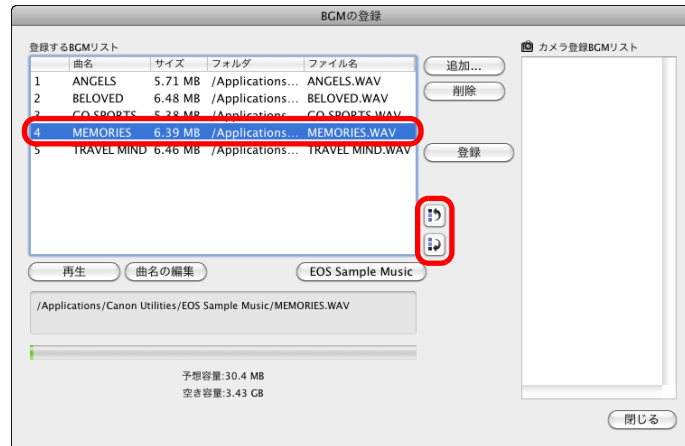 BGMの登録
登録するBGMリスト
曲名 サイズ フォルダ ファイル名
1 ANGELS 5.71 MB /Applications... ANGELS.WAV
2 BELOVED 6.48 MB /Applications... BELOVED.WAV
3 GO SPORTS 5.38 MB /Applications... GO SPORTS.WAV
4 MEMORIES 6.39 MB /Applications... MEMORIES.WAV
5 TRAVEL MIND 6.46 MB /Applications... TRAVEL MIND.WAV
追加...
削除
登録
カメラ登録BGMリスト
再生 曲名の編集 EOS Sample Music
/Applications/Canon Utilities/EOS Sample Music/MEMORIES.WAV
予想容量:30.4 MB
空き容量:3.43 GB
閉じる